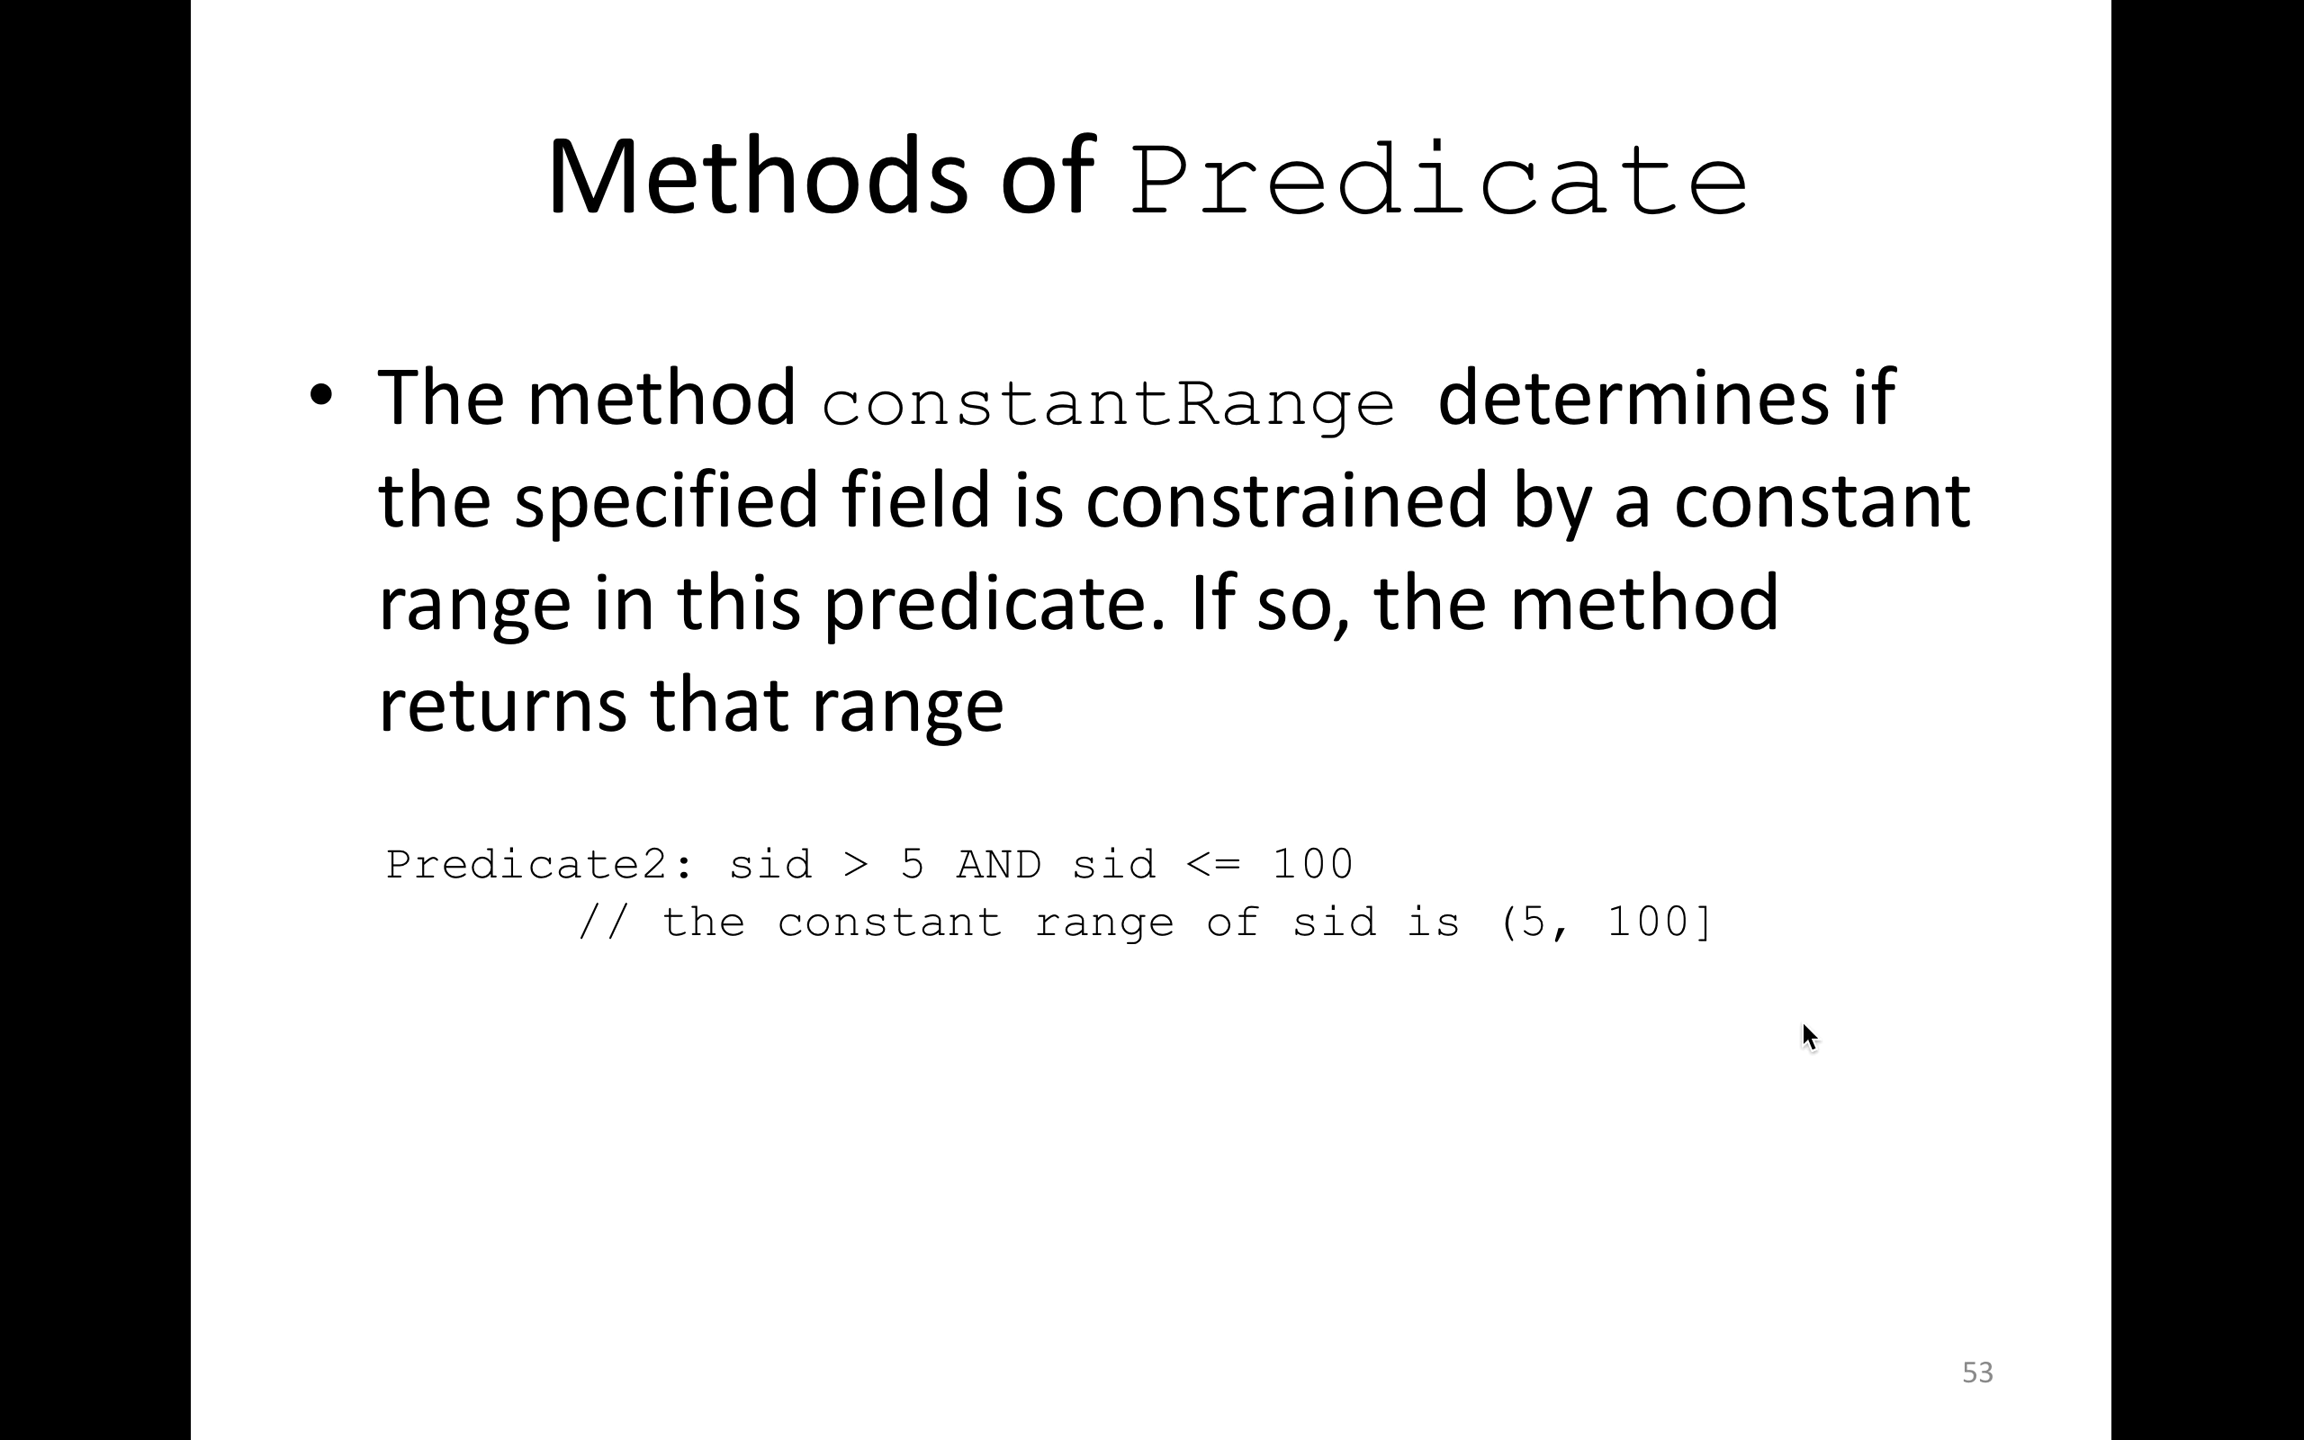 Methods of Predicate
• The method constantRange determines if
the specified field is constrained by a constant
range in this predicate. If so, the method
returns that range
Predicate2: sid > 5 AND sid <= 100
// the constant range of sid is (5, 100]
53